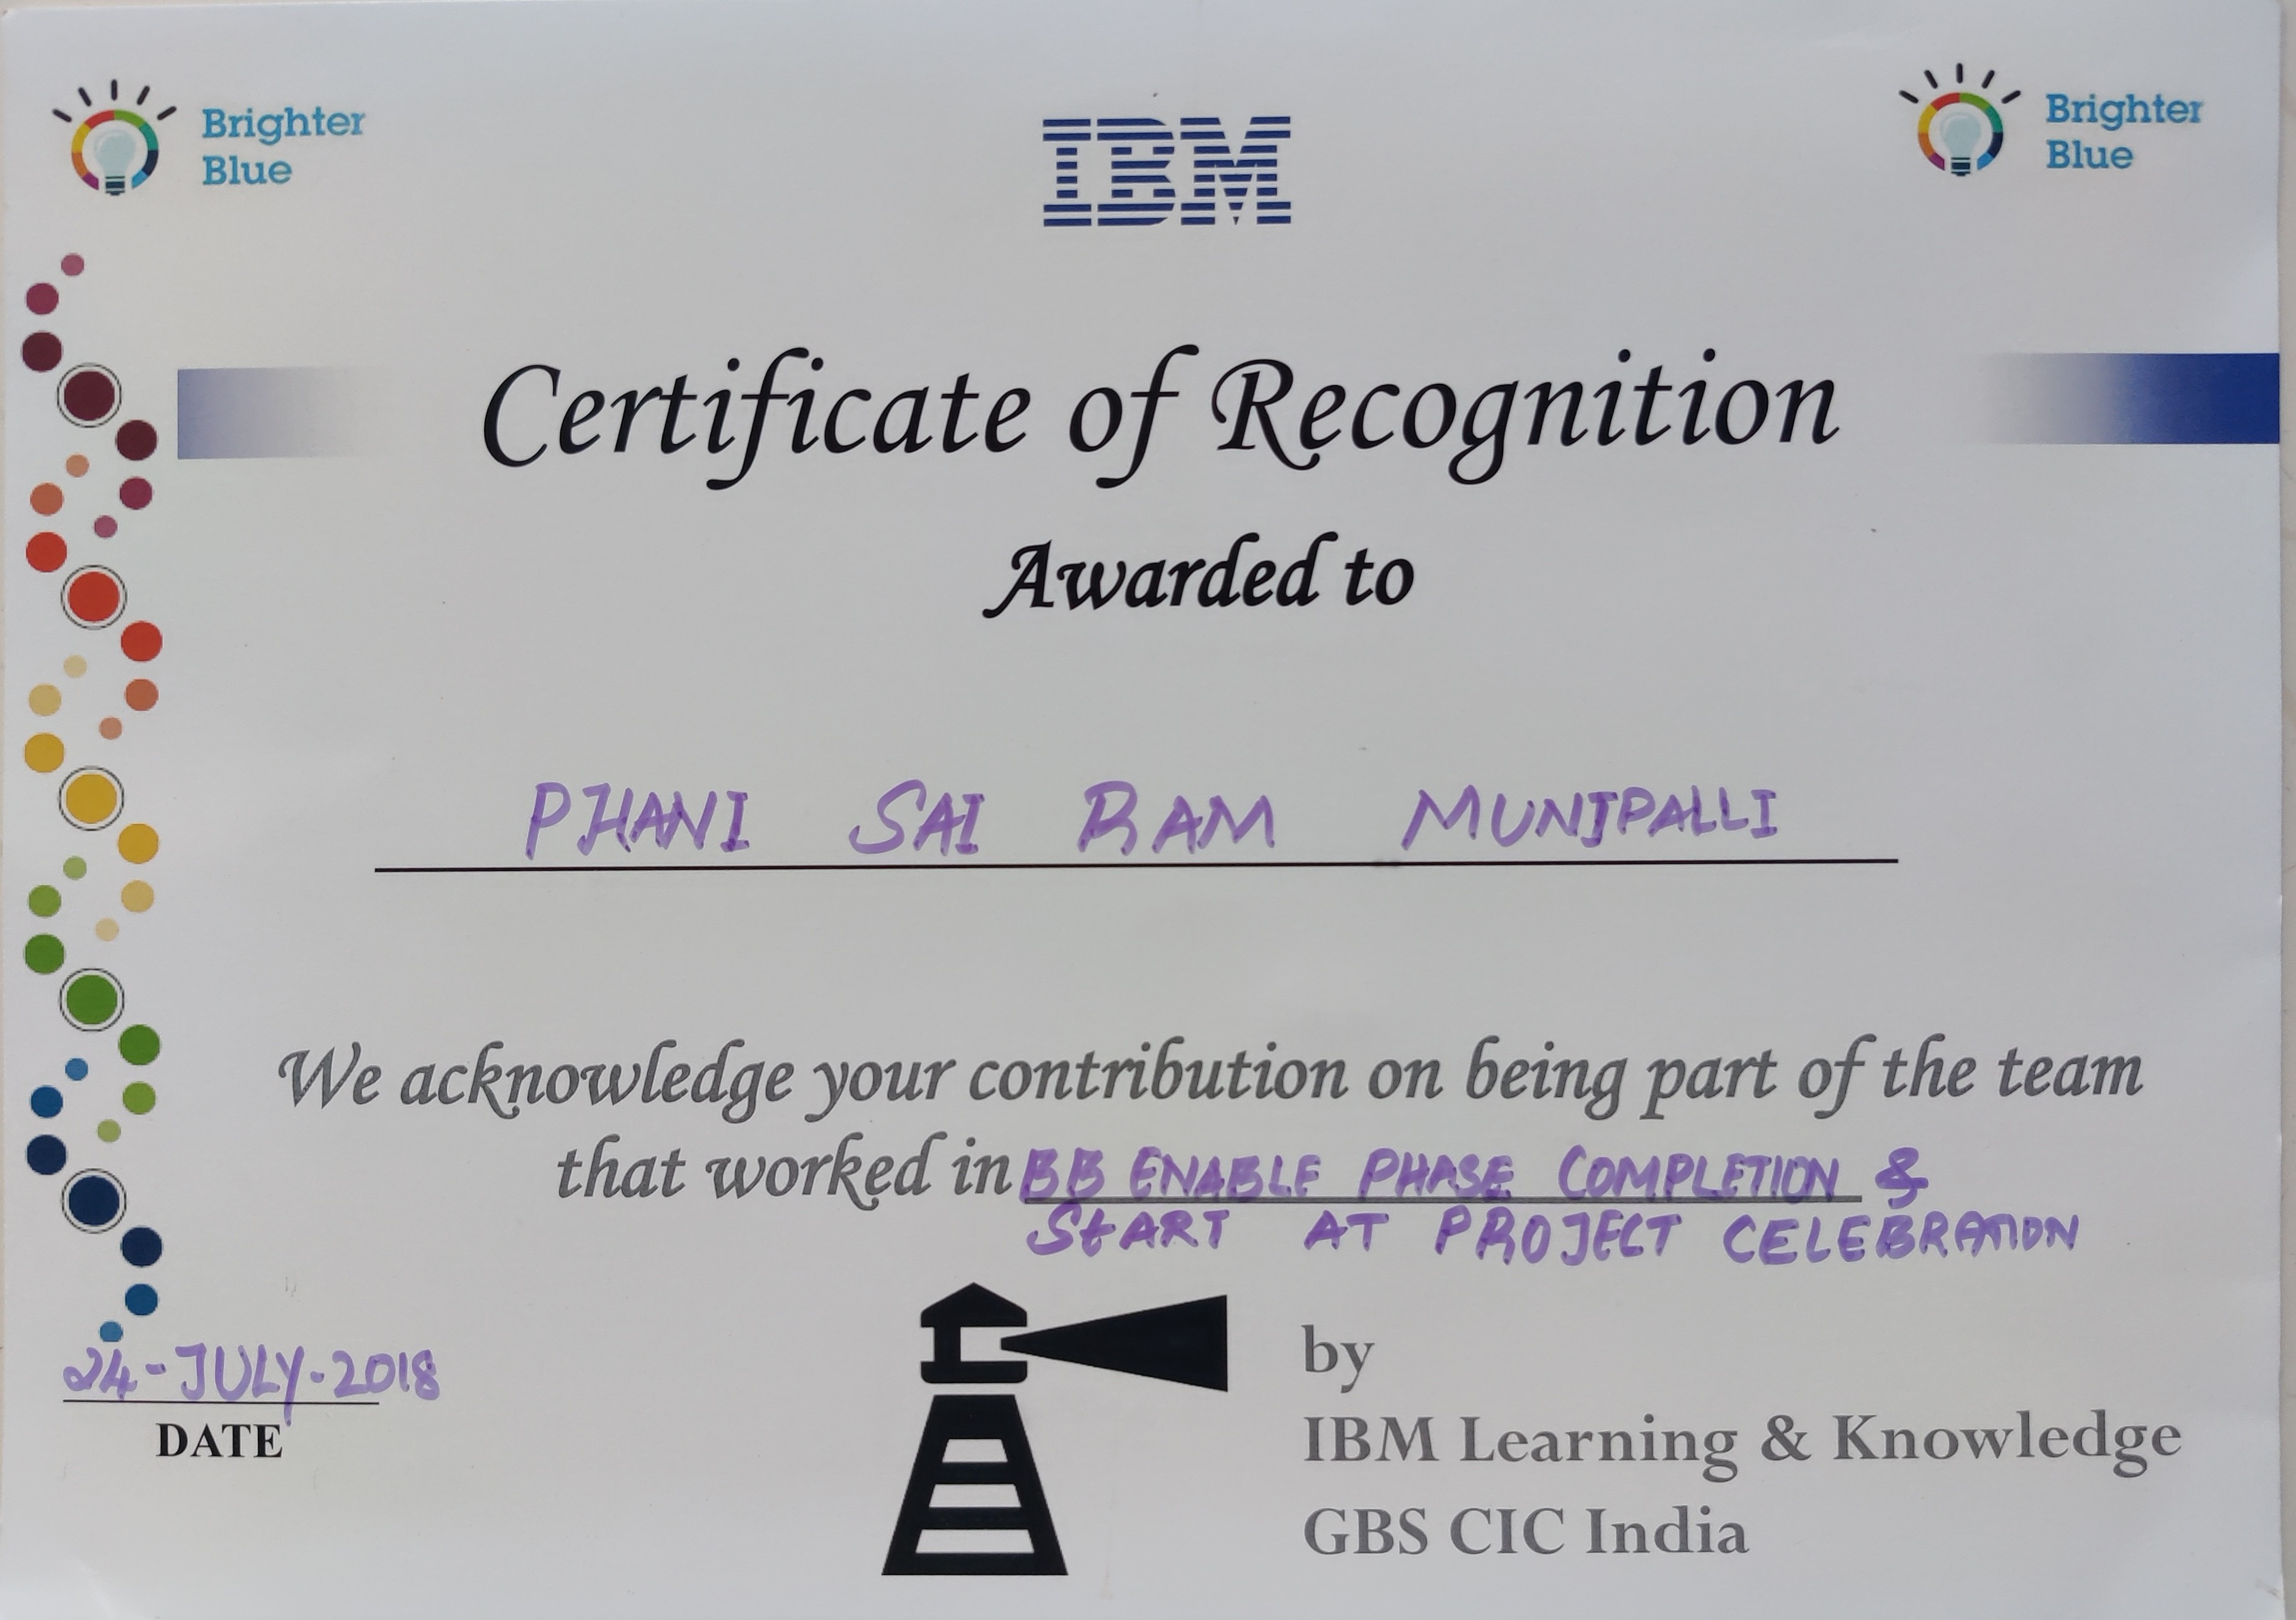 Brighter
Blue
IBM
Brighter
Blue
Certificate of Recognition
Awarded to
PHANI SAI RAM MUNIPALLI
We acknowledge your contribution on being part of the team
that worked in BB ENABLE PHASE COMPLETION &
START AT PROJECT CELEBRATION
24-JULY-2018
DATE
by
IBM Learning & Knowledge
GBS CIC India